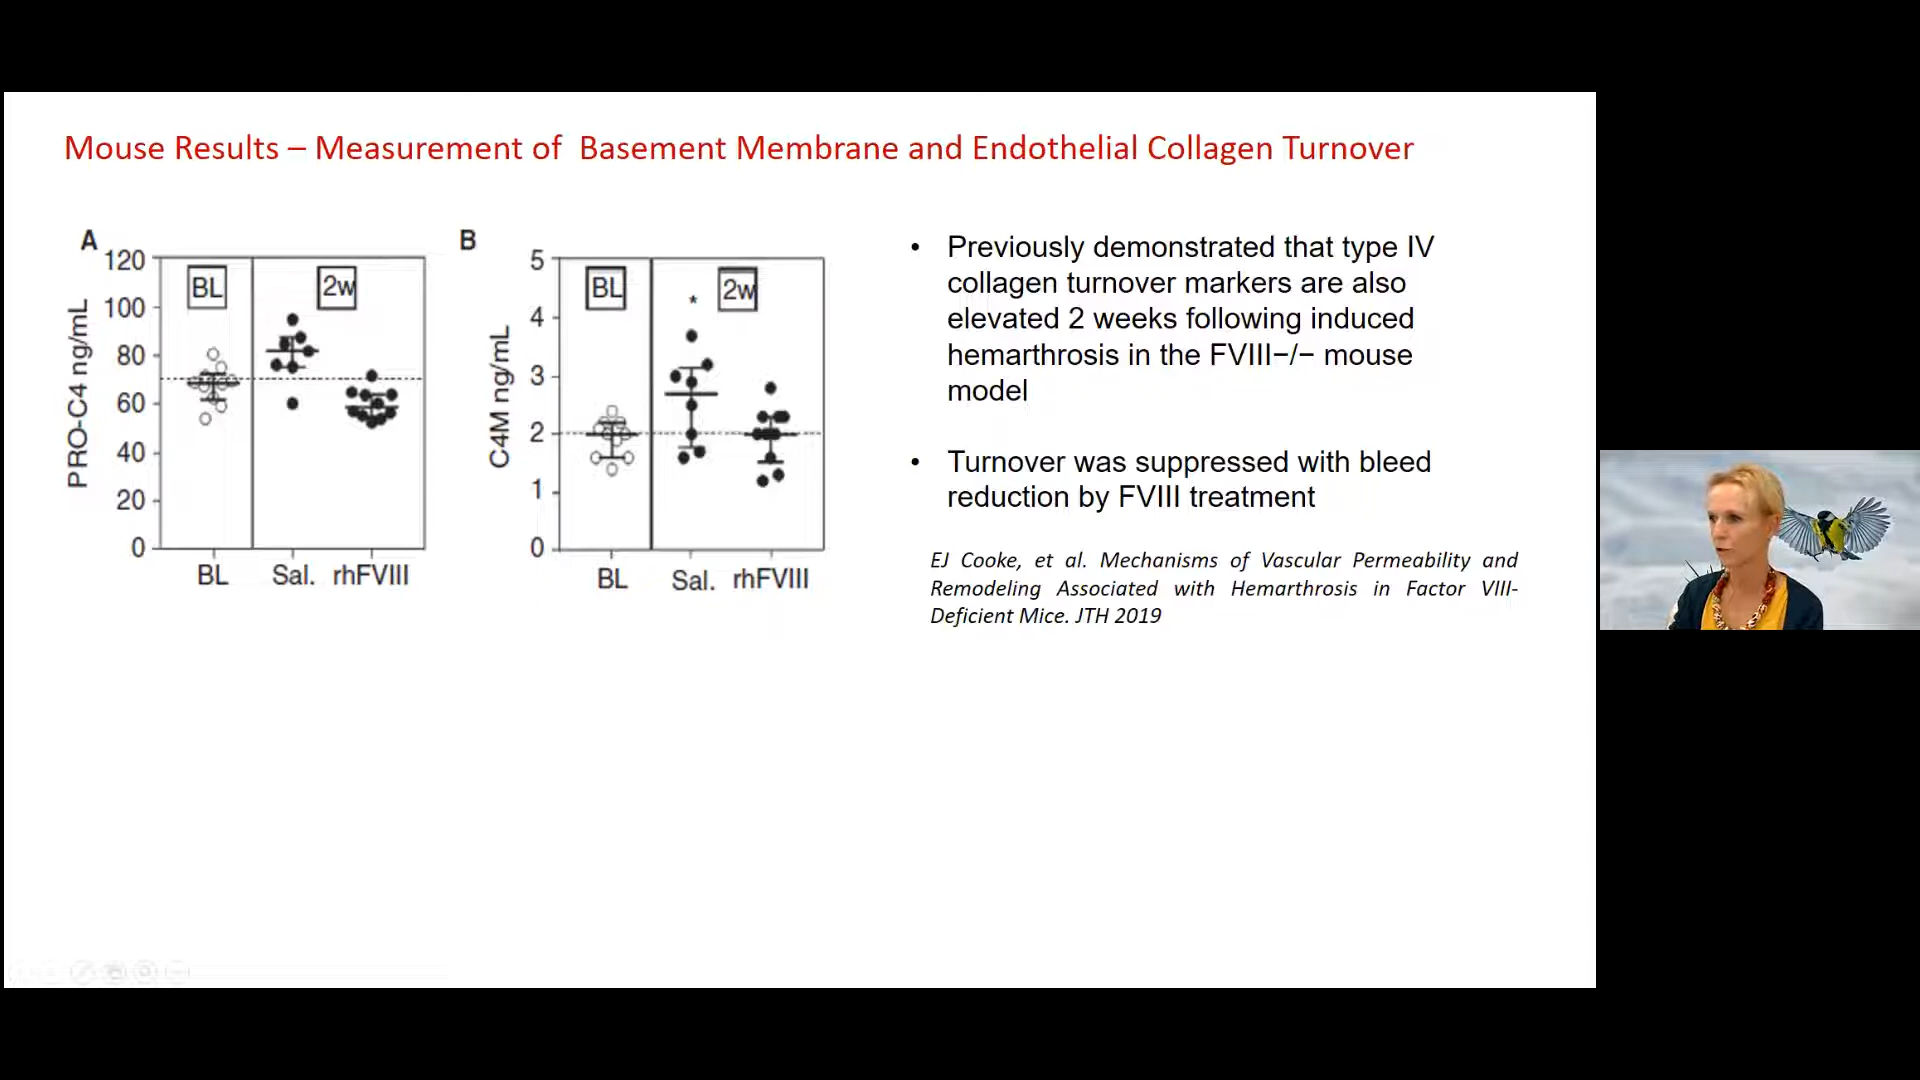 Mouse Results – Measurement of Basement Membrane and Endothelial Collagen Turnover
A
120
100
80
60
40
20
0
PRO-C4 ng/mL
BL
2w
BL
Sal.
rhFVIII
B
5
4
3
2
1
0
C4M ng/mL
BL
2w
*
BL
Sal.
rhFVIII
• Previously demonstrated that type IV
collagen turnover markers are also
elevated 2 weeks following induced
hemarthrosis in the FVIII−/− mouse
model
• Turnover was suppressed with bleed
reduction by FVIII treatment
EJ Cooke, et al. Mechanisms of Vascular Permeability and
Remodeling Associated with Hemarthrosis in Factor VIII-
Deficient Mice. JTH 2019